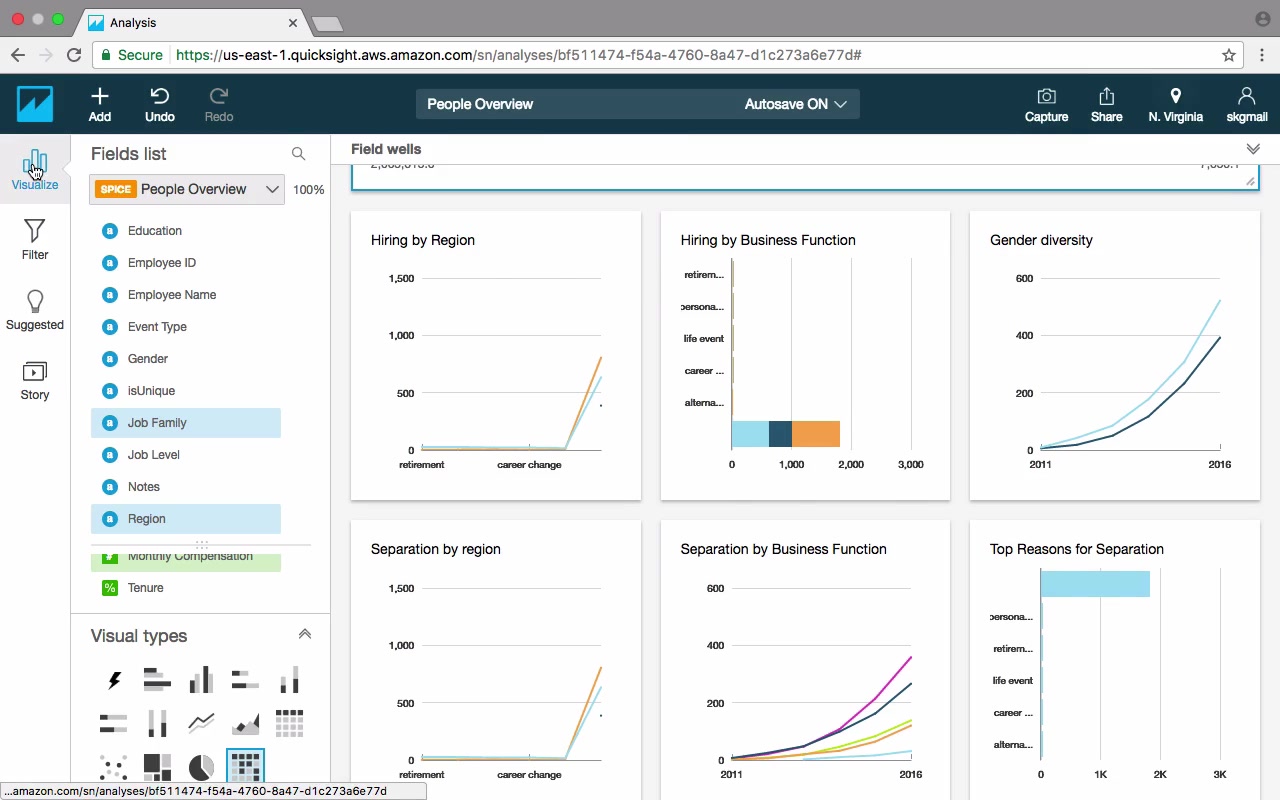 Analysis
Secure
https://us-east-1.quicksight.aws.amazon.com/sn/analyses/bf511474-f54a-4760-8a47-d1c273a6e77d#
Add
Undo
Redo
People Overview
Autosave ON
Capture
Share
N. Virginia
skgmail
Visualize
Filter
Suggested
Story
Fields list
SPICE People Overview 100%
a Education
a Employee ID
a Employee Name
a Event Type
a Gender
a isUnique
a Job Family
a Job Level
a Notes
a Region
# Monthly Compensation
% Tenure
Visual types
Field wells
Hiring by Region
1,500
1,000
500
0
retirement career change
Hiring by Business Function
retirem...
persona...
life event
career ...
alterna...
0 1,000 2,000 3,000
Gender diversity
600
400
200
0
2011 2016
Separation by region
1,500
1,000
500
0
retirement career change
Separation by Business Function
600
400
200
0
2011 2016
Top Reasons for Separation
persona...
retirem...
life event
career ...
alterna...
0 1K 2K 3K
...amazon.com/sn/analyses/bf511474-f54a-4760-8a47-d1c273a6e77d